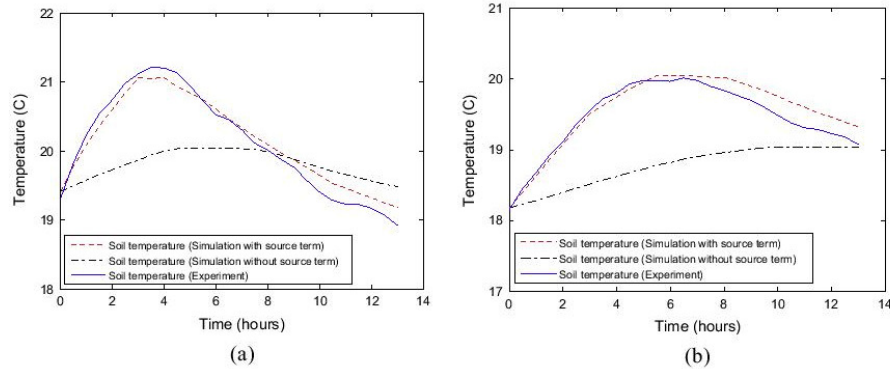 22
21
20
19
18
Temperature (C)
Soil temperature (Simulation with source term)
Soil temperature (Simulation without source term)
Soil temperature (Experiment)
0 2 4 6 8 10 12 14
Time (hours)
(a)
21
20
19
18
17
Temperature (C)
Soil temperature (Simulation with source term)
Soil temperature (Simulation without source term)
Soil temperature (Experiment)
0 2 4 6 8 10 12 14
Time (hours)
(b)